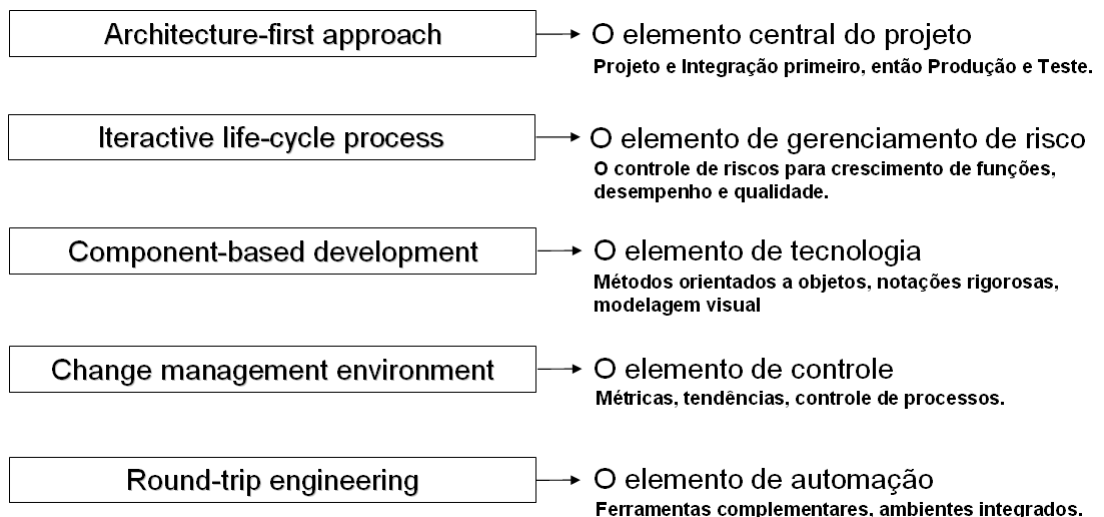 Architecture-first approach
O elemento central do projeto
Projeto e Integração primeiro, então Produção e Teste.
Iteractive life-cycle process
O elemento de gerenciamento de risco
O controle de riscos para crescimento de funções,
desempenho e qualidade.
Component-based development
O elemento de tecnologia
Métodos orientados a objetos, notações rigorosas,
modelagem visual
Change management environment
O elemento de controle
Métricas, tendências, controle de processos.
Round-trip engineering
O elemento de automação
Ferramentas complementares, ambientes integrados.